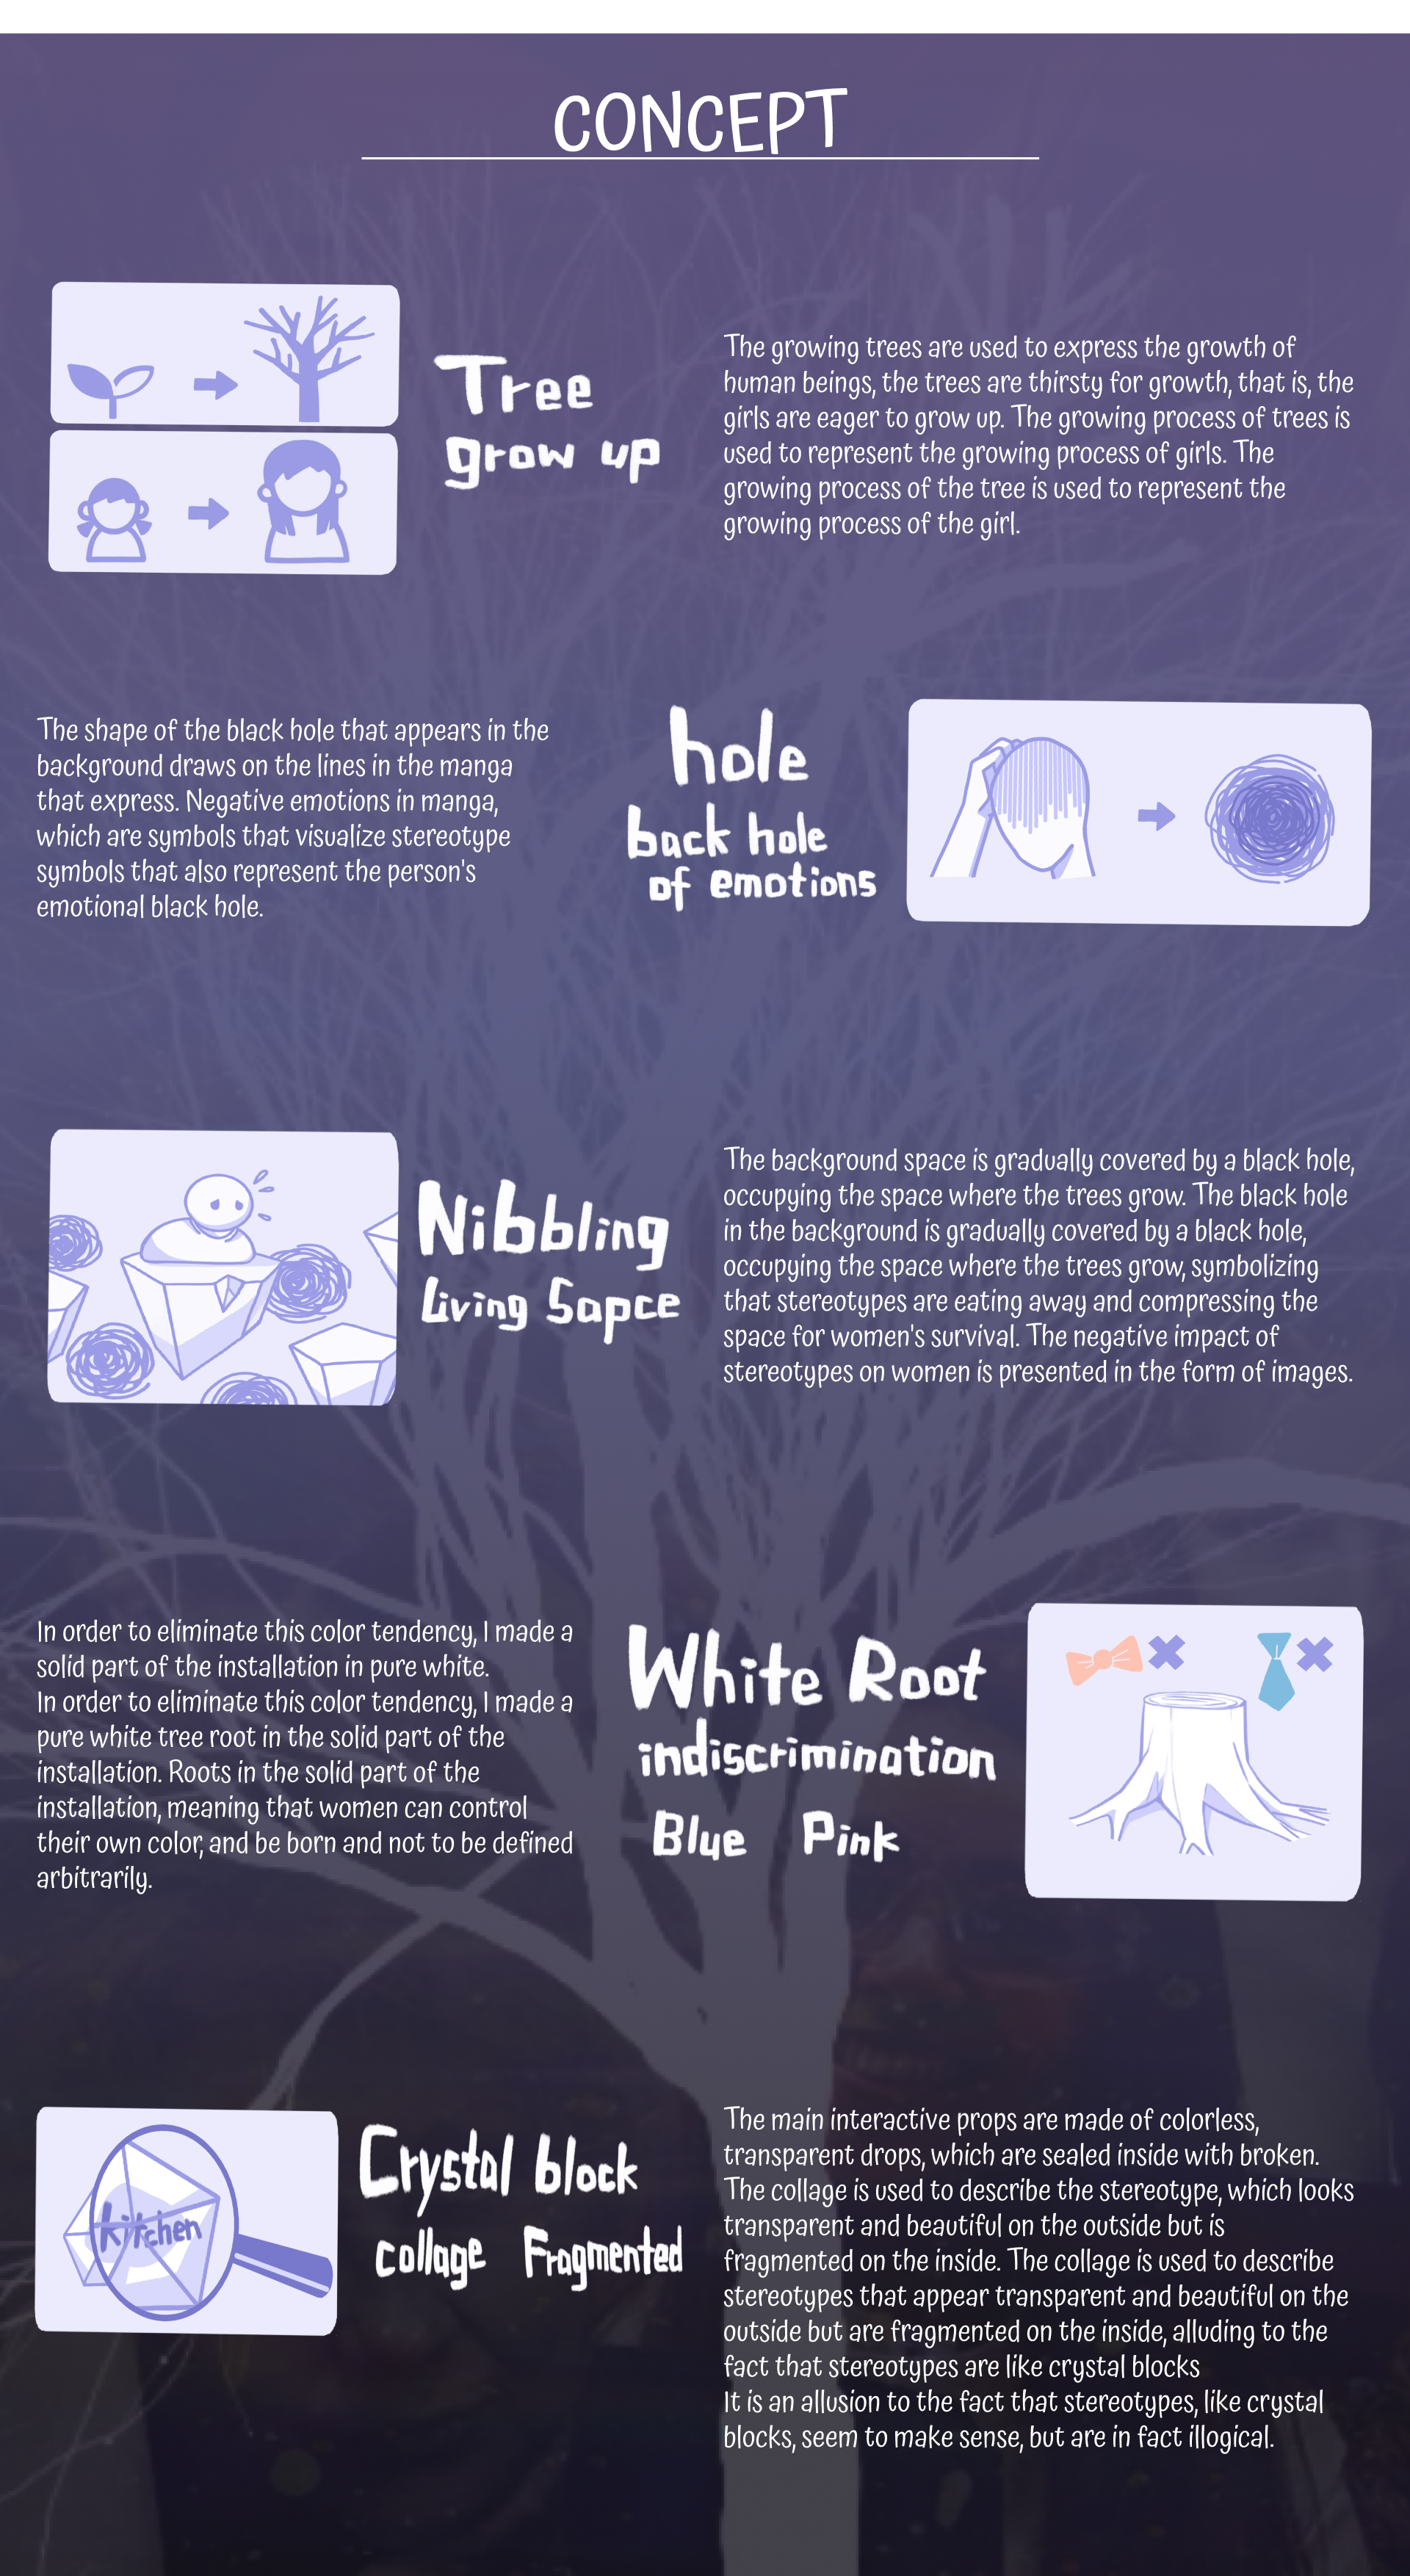 CONCEPT
Tree
grow up
The growing trees are used to express the growth of
human beings, the trees are thirsty for growth, that is, the
girls are eager to grow up. The growing process of trees is
used to represent the growing process of girls. The
growing process of the tree is used to represent the
growing process of the girl.
The shape of the black hole that appears in the
background draws on the lines in the manga
that express. Negative emotions in manga,
which are symbols that visualize stereotype
symbols that also represent the person's
emotional black hole.
hole
back hole
of emotions
Nibbling
Living Sapce
The background space is gradually covered by a black hole,
occupying the space where the trees grow. The black hole
in the background is gradually covered by a black hole,
occupying the space where the trees grow, symbolizing
that stereotypes are eating away and compressing the
space for women's survival. The negative impact of
stereotypes on women is presented in the form of images.
In order to eliminate this color tendency, I made a
solid part of the installation in pure white.
In order to eliminate this color tendency, I made a
pure white tree root in the solid part of the
installation. Roots in the solid part of the
installation, meaning that women can control
their own color, and be born and not to be defined
arbitrarily.
White Root
indiscrimination
Blue Pink
kitchen
Crystal block
collage Fragmented
The main interactive props are made of colorless,
transparent drops, which are sealed inside with broken.
The collage is used to describe the stereotype, which looks
transparent and beautiful on the outside but is
fragmented on the inside. The collage is used to describe
stereotypes that appear transparent and beautiful on the
outside but are fragmented on the inside, alluding to the
fact that stereotypes are like crystal blocks
It is an allusion to the fact that stereotypes, like crystal
blocks, seem to make sense, but are in fact illogical.